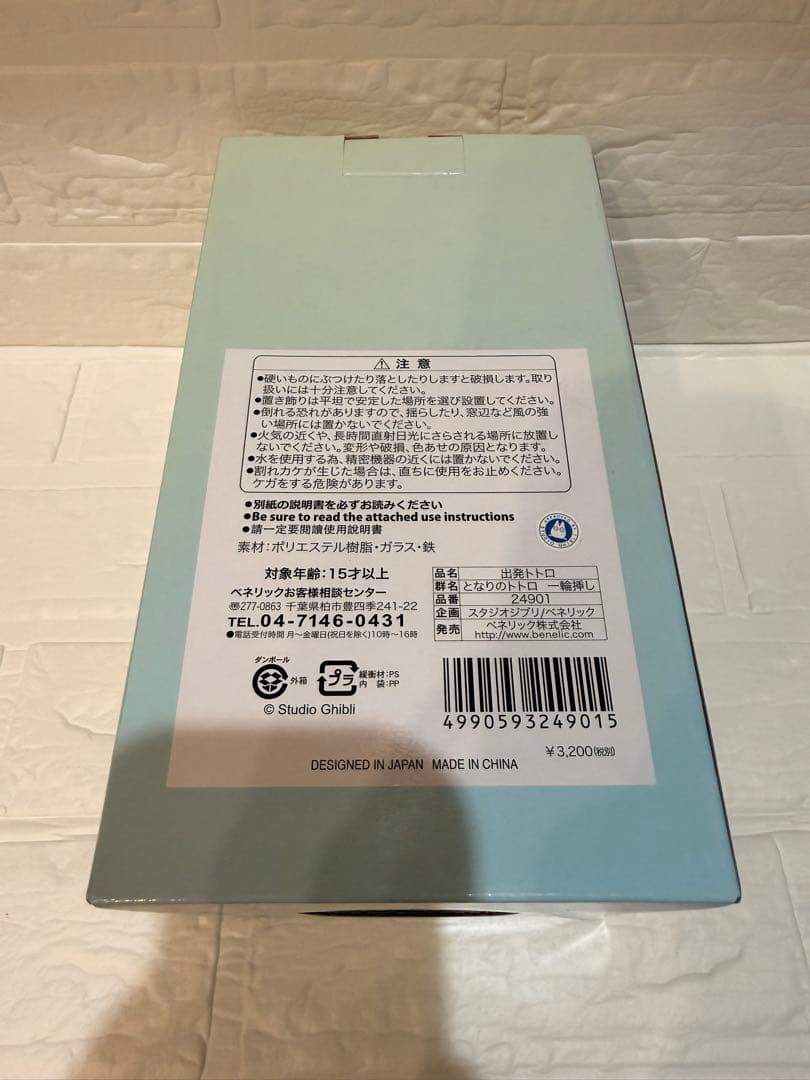 注意
●硬いものにぶつけたり落としたりしますと破損します。取り
扱いには十分注意してください。
●置き飾りは平坦で安定した場所を選び設置してください。
●倒れる恐れがありますので、揺らしたり、窓辺など風の強
い場所には置かないでください。
●火気の近くや、長時間直射日光にさらされる場所に放置し
ないでください。変形や破損、色あせの原因となります。
●水を使用する為、精密機器の近くには置かないでください。
●割れカケが生じた場合は、直ちに使用をお止めください。
ケガをする危険があります。
●別紙の説明書を必ずお読みください
●Be sure to read the attached use instructions
●請一定要閱讀使用説明書
素材：ポリエステル樹脂・ガラス・鉄
対象年齢：15才以上
ベネリックお客様相談センター
〠277-0863 千葉県柏市豊四季241-22
TEL.04-7146-0431
●電話受付時間 月〜金曜日(祝日を除く)10時〜16時
品名 出発トトロ
群名 となりのトトロ 一輪挿し
品番 24901
企画 スタジオジブリ/ベネリック
発売 ベネリック株式会社
http://www.benelic.com
ダンボール
外箱
プラ
緩衝材：PS
内 袋：PP
© Studio Ghibli
4990593249015
¥3,200(税別)
DESIGNED IN JAPAN MADE IN CHINA